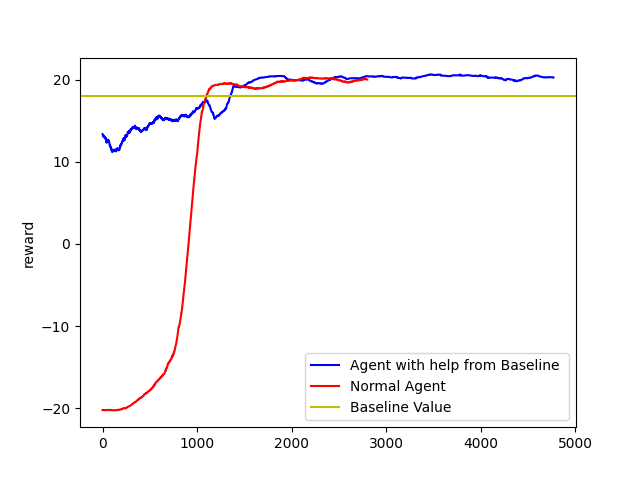 20
10
0
−10
−20
reward
0
1000
2000
3000
4000
5000
Agent with help from Baseline
Normal Agent
Baseline Value